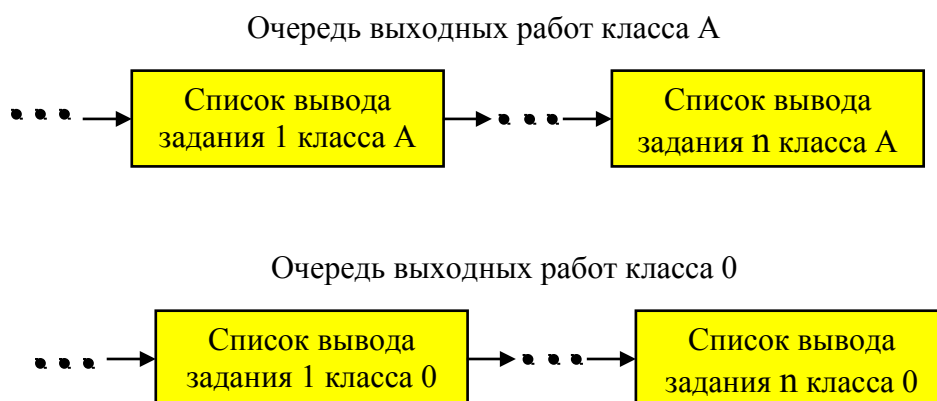 Очередь выходных работ класса А
Список вывода
задания 1 класса А
Список вывода
задания n класса А
Очередь выходных работ класса 0
Список вывода
задания 1 класса 0
Список вывода
задания n класса 0